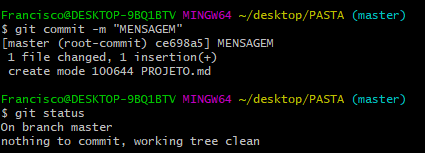 Francisco@DESKTOP-9BQ1BTV MINGW64 ~/desktop/PASTA (master)
$ git commit -m "MENSAGEM"
[master (root-commit) ce698a5] MENSAGEM
 1 file changed, 1 insertion(+)
 create mode 100644 PROJETO.md

Francisco@DESKTOP-9BQ1BTV MINGW64 ~/desktop/PASTA (master)
$ git status
On branch master
nothing to commit, working tree clean